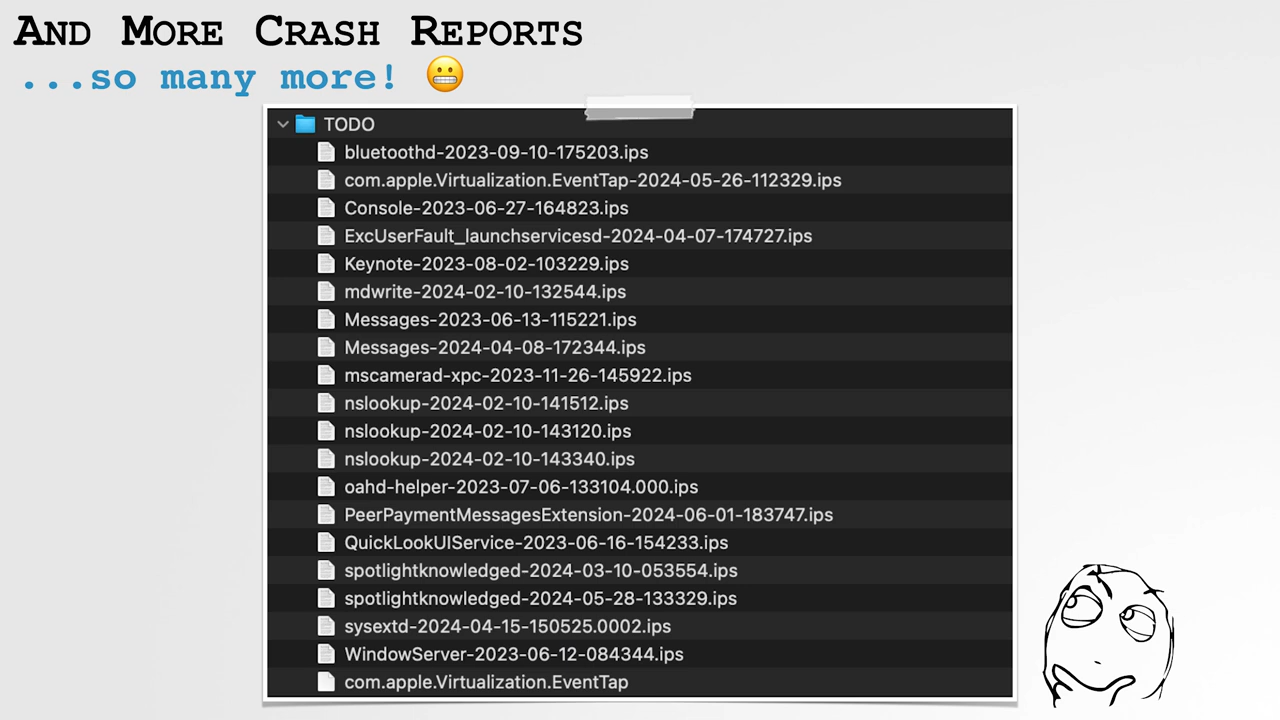 And More Crash Reports
...so many more! 😬
TODO
bluetoothd-2023-09-10-175203.ips
com.apple.Virtualization.EventTap-2024-05-26-112329.ips
Console-2023-06-27-164823.ips
ExcUserFault_launchservicesd-2024-04-07-174727.ips
Keynote-2023-08-02-103229.ips
mdwrite-2024-02-10-132544.ips
Messages-2023-06-13-115221.ips
Messages-2024-04-08-172344.ips
mscamerad-xpc-2023-11-26-145922.ips
nslookup-2024-02-10-141512.ips
nslookup-2024-02-10-143120.ips
nslookup-2024-02-10-143340.ips
oahd-helper-2023-07-06-133104.000.ips
PeerPaymentMessagesExtension-2024-06-01-183747.ips
QuickLookUIService-2023-06-16-154233.ips
spotlightknowledged-2024-03-10-053554.ips
spotlightknowledged-2024-05-28-133329.ips
sysextd-2024-04-15-150525.0002.ips
WindowServer-2023-06-12-084344.ips
com.apple.Virtualization.EventTap